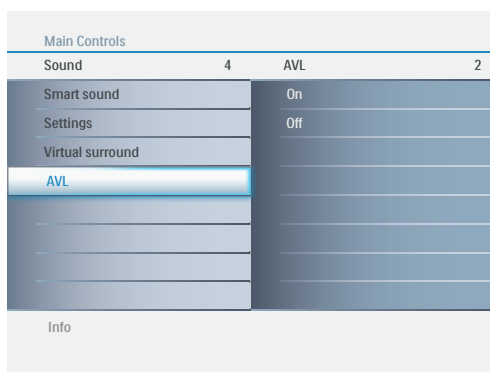 Main Controls
Sound 4 AVL 2
Smart sound On
Settings Off
Virtual surround
AVL
Info